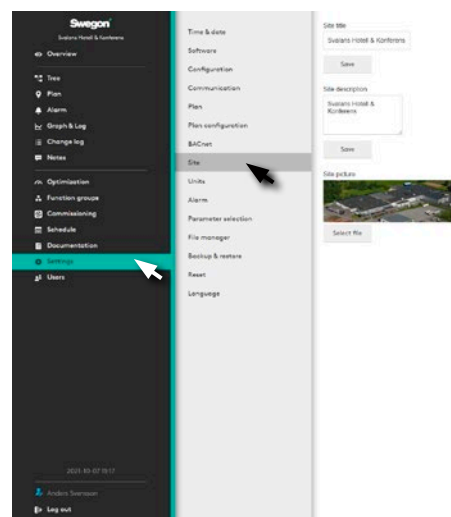 Swegon
Svalans Hotell & Konferens
Overview
Tree
Plan
Alarm
Graph & Log
Change log
Notes
Optimization
Function groups
Commissioning
Schedule
Documentation
Settings
Users
2021-10-07 15:17
Anders Svensson
Log out
Time & date
Software
Configuration
Communication
Plan
Plan configuration
BACnet
Site
Units
Alarm
Parameter selection
File manager
Backup & restore
Reset
Language
Site title
Svalans Hotell & Konferens
Save
Site description
Svalans Hotell &
Konferens
Save
Site picture
Select file